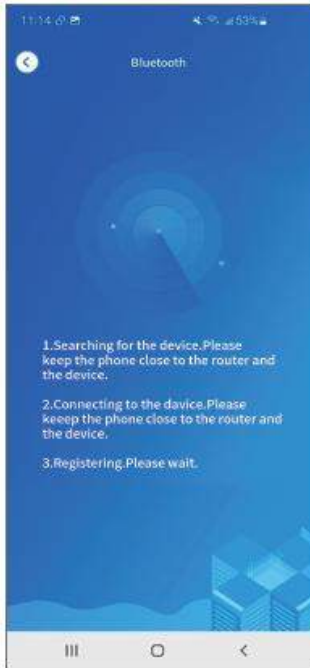 11:14
63%
Bluetooth
1.Searching for the device.Please
keep the phone close to the router and
the device.
2.Connecting to the davice.Please
keeep the phone close to the router and
the device.
3.Registering.Please wait.